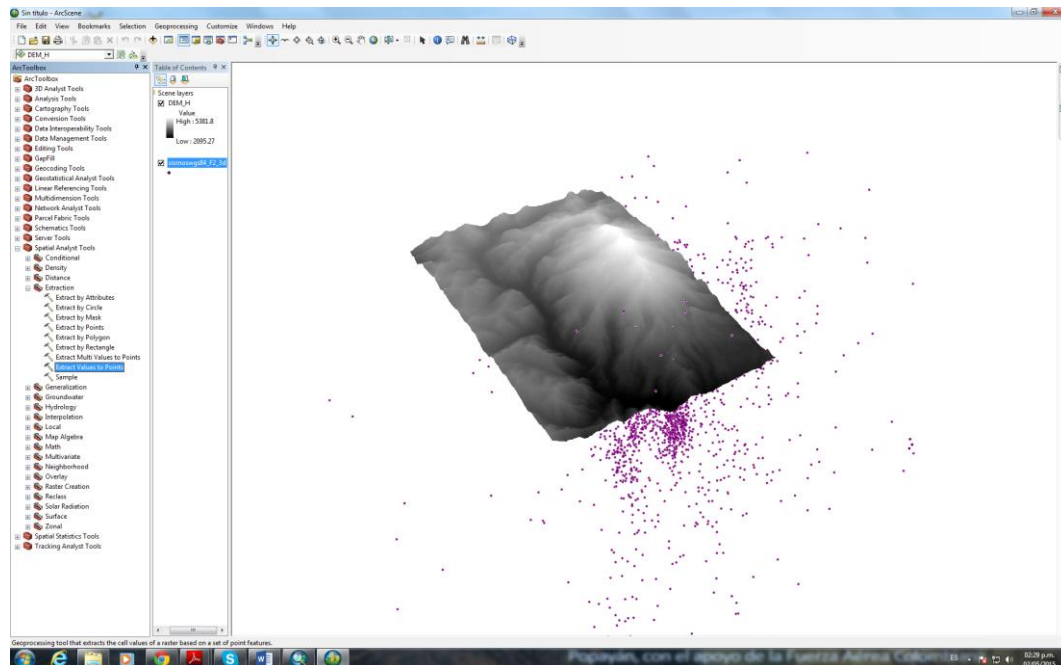 Sin título - ArcScene
File Edit View Bookmarks Selection Geoprocessing Customize Windows Help
DEM_H
ArcToolbox
ArcToolbox
3D Analyst Tools
Analysis Tools
Cartography Tools
Conversion Tools
Data Interoperability Tools
Data Management Tools
Editing Tools
GapFill
Geocoding Tools
Geostatistical Analyst Tools
Linear Referencing Tools
Multidimension Tools
Network Analyst Tools
Parcel Fabric Tools
Schematics Tools
Server Tools
Spatial Analyst Tools
Conditional
Density
Distance
Extraction
Extract by Attributes
Extract by Circle
Extract by Mask
Extract by Points
Extract by Polygon
Extract by Rectangle
Extract Multi Values to Points
Extract Values to Points
Sample
Generalization
Groundwater
Hydrology
Interpolation
Local
Map Algebra
Math
Multivariate
Neighborhood
Overlay
Raster Creation
Reclass
Solar Radiation
Surface
Zonal
Spatial Statistics Tools
Tracking Analyst Tools
Table Of Contents
Scene layers
DEM_H
Value
High : 5381.8
Low : 2095.27
Geoprocessing tool that extracts the cell values of a raster based on a set of point features.
Popayán, con el apoyo de la Fuerza Aérea Colom
ES
02:29 p.m.
02/05/2015